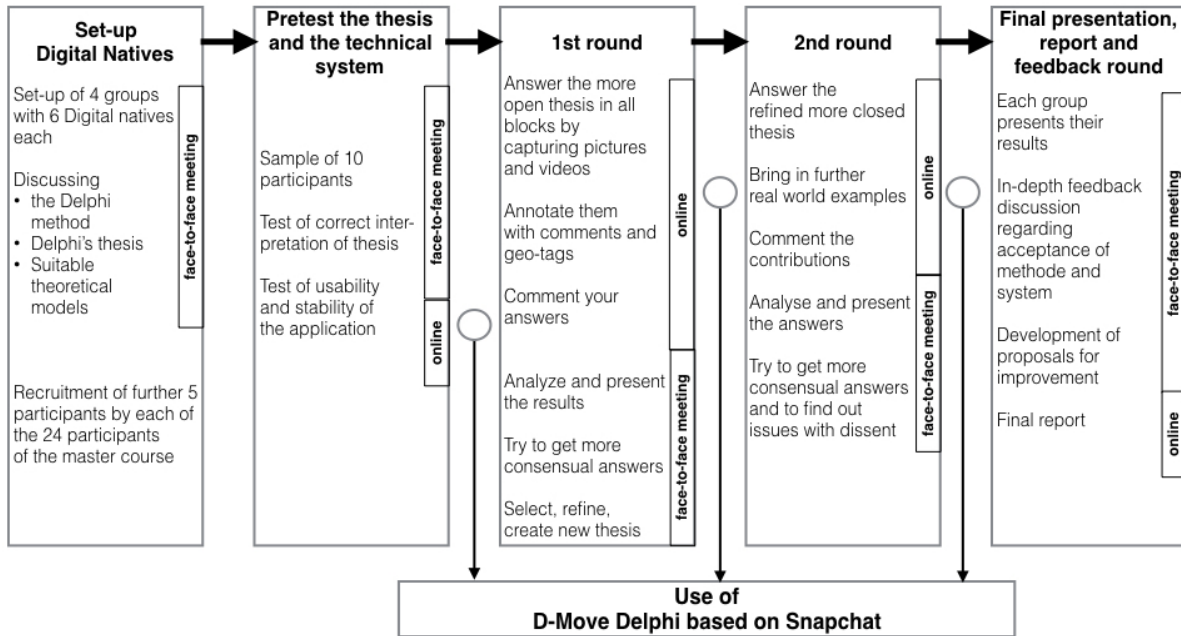 Set-up
Digital Natives
Set-up of 4 groups
with 6 Digital natives
each
Discussing
• the Delphi
method
• Delphi's thesis
• Suitable
theoretical
models
face-to-face meeting
Recruitment of further 5
participants by each of
the 24 participants
of the master course
Pretest the thesis
and the technical
system
Sample of 10
participants
Test of correct inter-
pretation of thesis
Test of usability
and stability of
the application
face-to-face meeting
online
1st round
Answer the more
open thesis in all
blocks by
capturing pictures
and videos
Annotate them
with comments and
geo-tags
Comment your
answers
online
Analyze and present
the results
Try to get more
consensual answers
Select, refine,
create new thesis
face-to-face meeting
2nd round
Answer the
refined more closed
thesis
Bring in further
real world examples
Comment the
contributions
online
Analyse and present
the answers
Try to get more
consensual answers
and to find out
issues with dissent
face-to-face meeting
Final presentation,
report and
feedback round
Each group
presents their
results
In-depth feedback
discussion
regarding
acceptance of
methode and
system
Development of
proposals for
improvement
face-to-face meeting
Final report
online
Use of
D-Move Delphi based on Snapchat